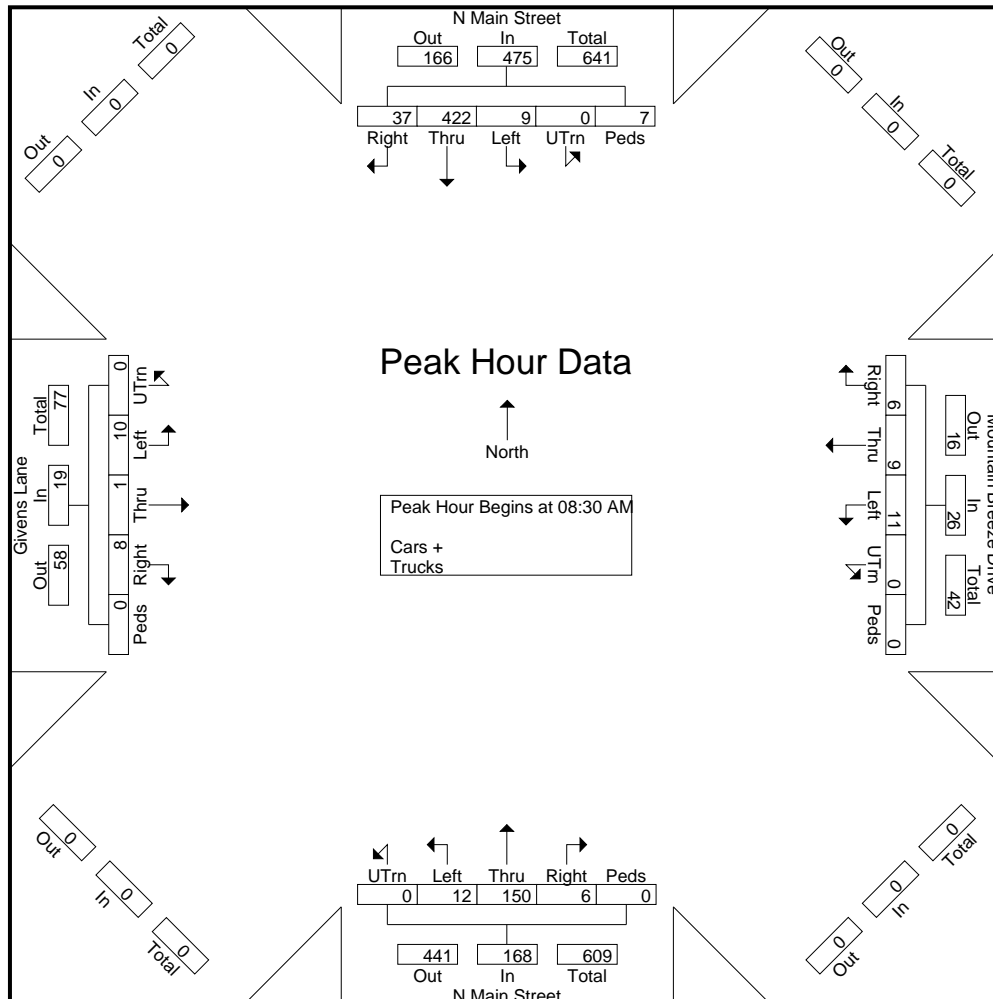 N Main Street
Out In Total
166 475 641
37 422 9 0 7
Right Thru Left UTrn Peds
Total
0
In
0
Out
0
Out
0
In
0
Total
0
Peak Hour Data
North
Peak Hour Begins at 08:30 AM
Cars +
Trucks
Givens Lane
Total In Out
77 19 58
0 10 1 8 0
UTrn Left Thru Right Peds
Right Thru Left UTrn Peds
6 9 11 0 0
Out In Total
16 26 42
Mountain Breeze Drive
Out
0
In
0
Total
0
Total
0
In
0
Out
0
UTrn Left Thru Right Peds
0 12 150 6 0
441 168 609
Out In Total
N Main Street